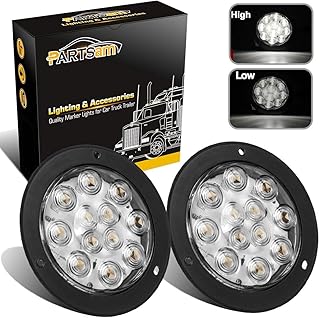 PARTSam
Lighting & Accessories
Quality Marker Lights for Car Truck Trailer
High
Low